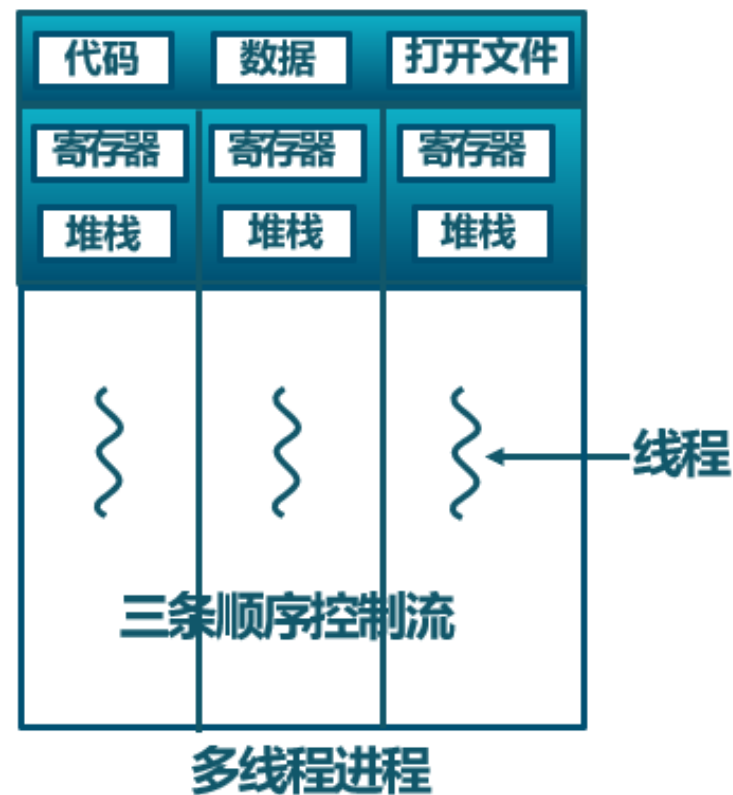 代码 数据 打开文件
寄存器 寄存器 寄存器
堆栈 堆栈 堆栈
线程
三条顺序控制流
多线程进程